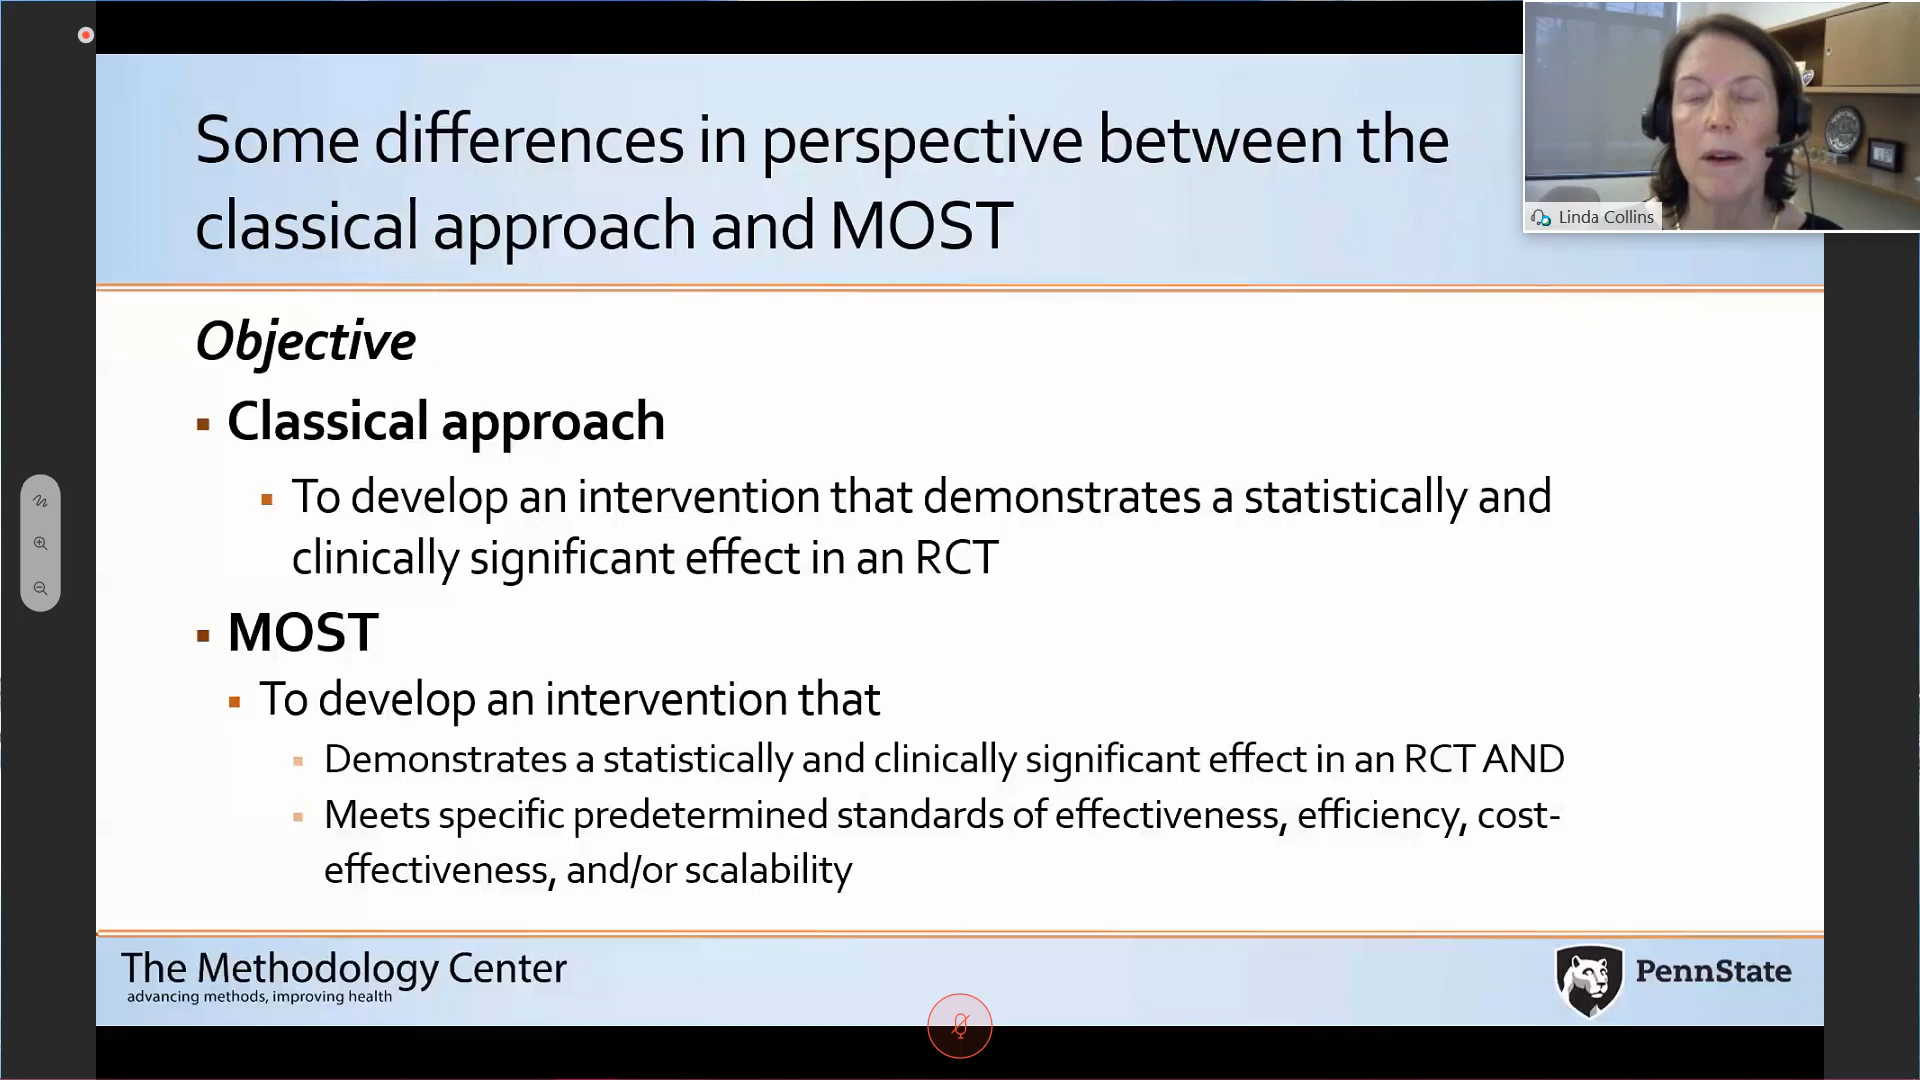 Some differences in perspective between the
classical approach and MOST
Linda Collins
Objective
▪ Classical approach
▪ To develop an intervention that demonstrates a statistically and
clinically significant effect in an RCT
▪ MOST
▪ To develop an intervention that
▪ Demonstrates a statistically and clinically significant effect in an RCT AND
▪ Meets specific predetermined standards of effectiveness, efficiency, cost-
effectiveness, and/or scalability
The Methodology Center
advancing methods, improving health
PennState